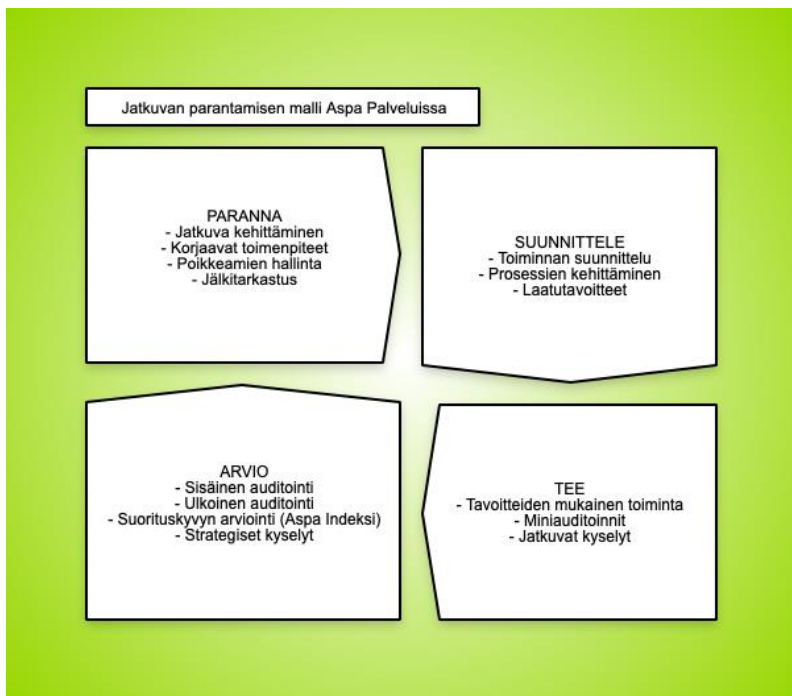 Jatkuvan parantamisen malli Aspa Palveluissa
PARANNA
- Jatkuva kehittäminen
- Korjaavat toimenpiteet
- Poikkeamien hallinta
- Jälkitarkastus
SUUNNITTELE
- Toiminnan suunnittelu
- Prosessien kehittäminen
- Laatutavoitteet
ARVIO
- Sisäinen auditointi
- Ulkoinen auditointi
- Suorituskyvyn arviointi (Aspa Indeksi)
- Strategiset kyselyt
TEE
- Tavoitteiden mukainen toiminta
- Miniauditoinnit
- Jatkuvat kyselyt